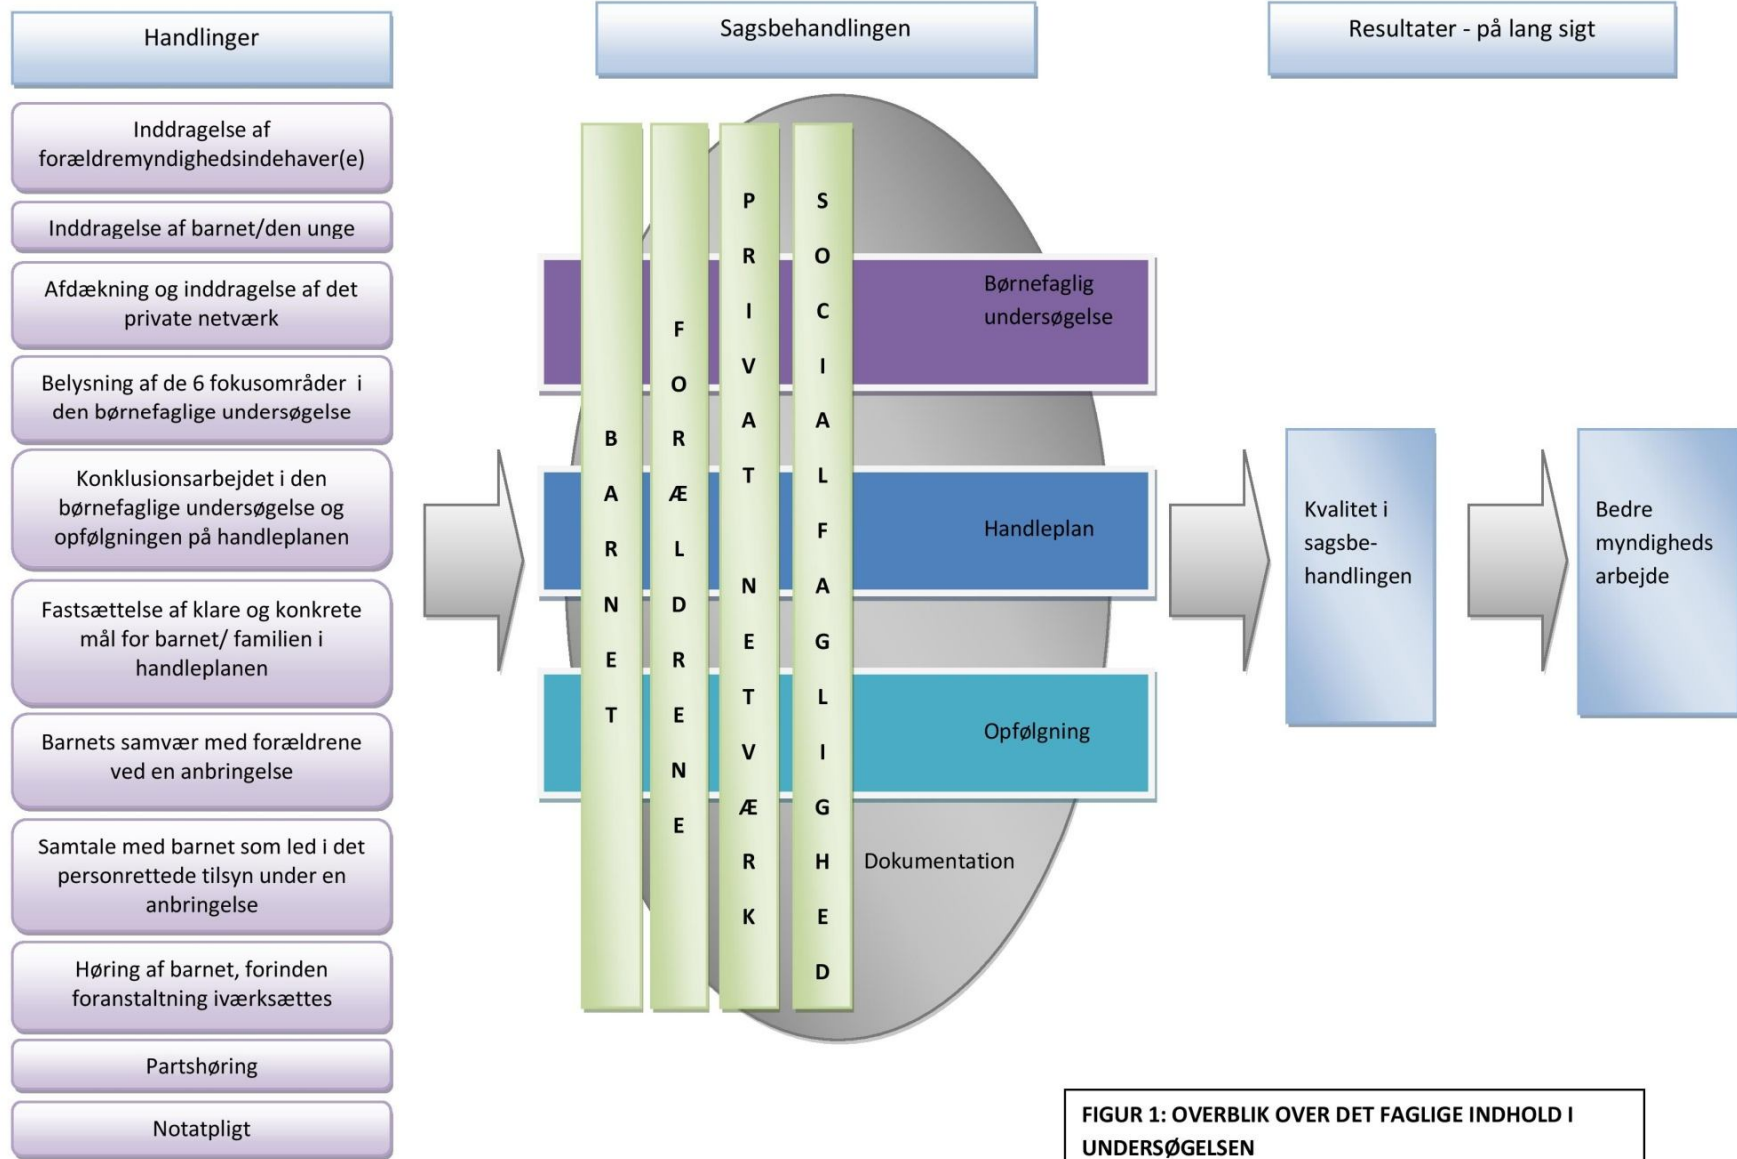 Handlinger
Inddragelse af
forældremyndighedsindehaver(e)
Inddragelse af barnet/den unge
Afdækning og inddragelse af det
private netværk
Belysning af de 6 fokusområder i
den børnefaglige undersøgelse
Konklusionsarbejdet i den
børnefaglige undersøgelse og
opfølgningen på handleplanen
Fastsættelse af klare og konkrete
mål for barnet/ familien i
handleplanen
Barnets samvær med forældrene
ved en anbringelse
Samtale med barnet som led i det
personrettede tilsyn under en
anbringelse
Høring af barnet, forinden
foranstaltning iværksættes
Partshøring
Notatpligt
Sagsbehandlingen
BARNET
FORÆLDRENE
PRIVAT NETVÆRK
SOCIALFAGLIGHED
Børnefaglig
undersøgelse
Handleplan
Opfølgning
Dokumentation
Resultater - på lang sigt
Kvalitet i
sagsbe-
handlingen
Bedre
myndigheds
arbejde
FIGUR 1: OVERBLIK OVER DET FAGLIGE INDHOLD I
UNDERSØGELSEN